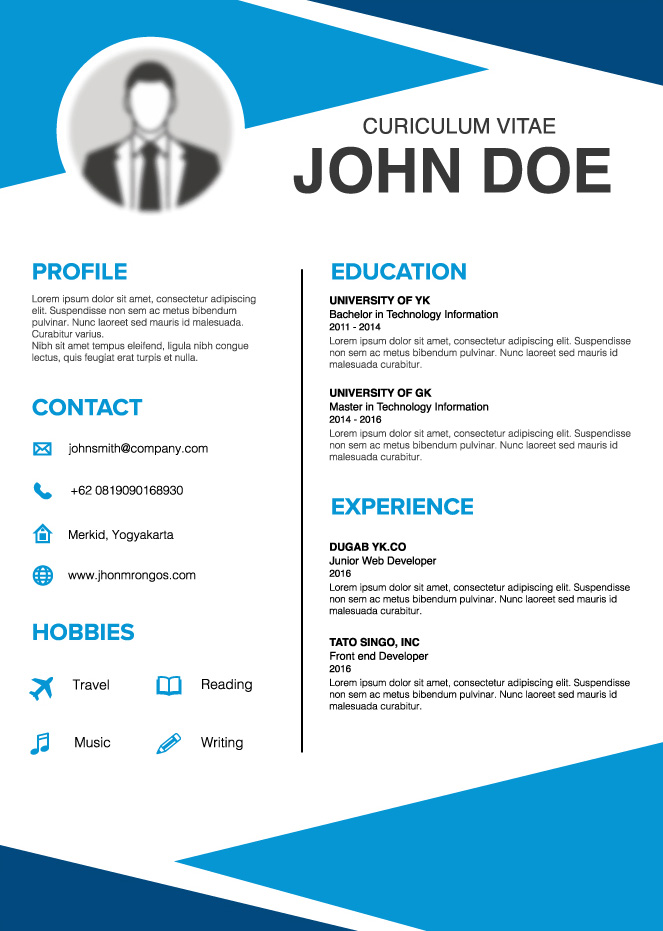 CURICULUM VITAE
JOHN DOE
PROFILE
Lorem ipsum dolor sit amet, consectetur adipiscing
elit. Suspendisse non sem ac metus bibendum
pulvinar. Nunc laoreet sed mauris id malesuada.
Curabitur varius.
Nibh sit amet tempus eleifend, ligula nibh congue
lectus, quis feugiat erat turpis et nulla.
CONTACT
johnsmith@company.com
+62 0819090168930
Merkid, Yogyakarta
www.jhonmrongos.com
HOBBIES
Travel
Reading
Music
Writing
EDUCATION
UNIVERSITY OF YK
Bachelor in Technology Information
2011 - 2014
Lorem ipsum dolor sit amet, consectetur adipiscing elit. Suspendisse
non sem ac metus bibendum pulvinar. Nunc laoreet sed mauris id
malesuada curabitur.
UNIVERSITY OF GK
Master in Technology Information
2014 - 2016
Lorem ipsum dolor sit amet, consectetur adipiscing elit. Suspendisse
non sem ac metus bibendum pulvinar. Nunc laoreet sed mauris id
malesuada curabitur.
EXPERIENCE
DUGAB YK.CO
Junior Web Developer
2016
Lorem ipsum dolor sit amet, consectetur adipiscing elit. Suspendisse
non sem ac metus bibendum pulvinar. Nunc laoreet sed mauris id
malesuada curabitur.
TATO SINGO, INC
Front end Developer
2016
Lorem ipsum dolor sit amet, consectetur adipiscing elit. Suspendisse
non sem ac metus bibendum pulvinar. Nunc laoreet sed mauris id
malesuada curabitur.